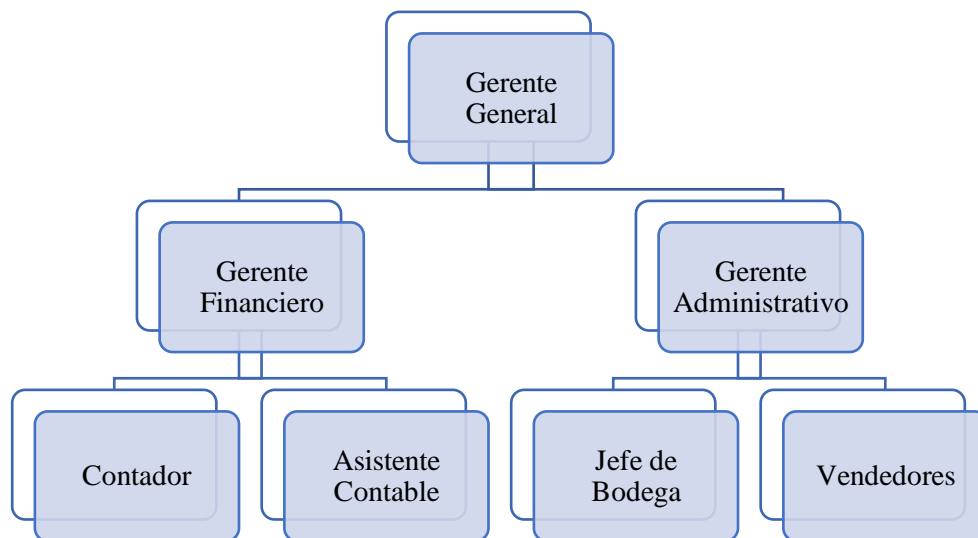 Gerente
General
Gerente
Financiero
Gerente
Administrativo
Contador
Asistente
Contable
Jefe de
Bodega
Vendedores